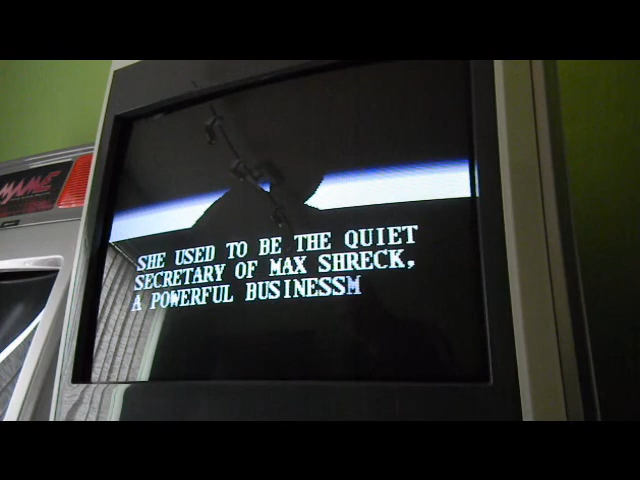 MAME
SHE USED TO BE THE QUIET
SECRETARY OF MAX SHRECK,
A POWERFUL BUSINESSM